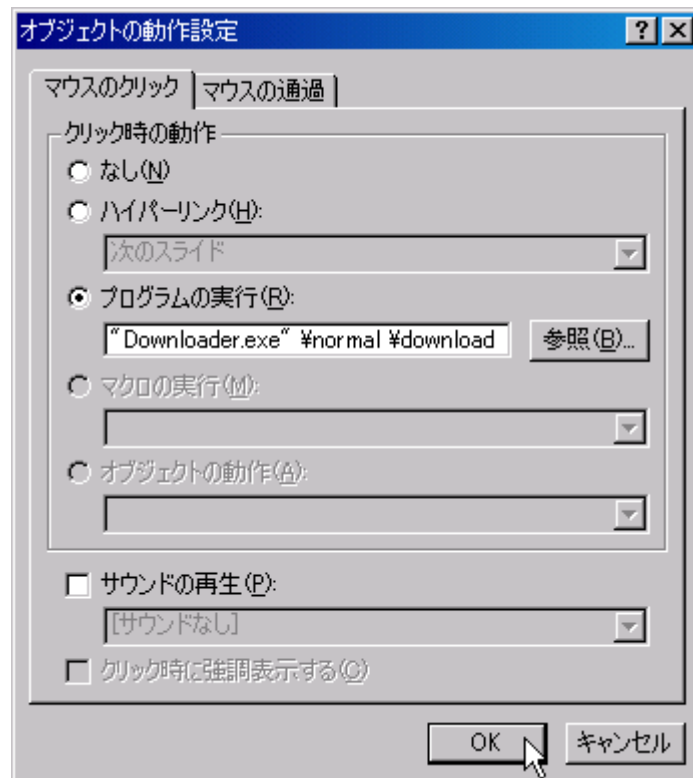 オブジェクトの動作設定
マウスのクリック マウスの通過
クリック時の動作
なし(N)
ハイパーリンク(H):
次のスライド
プログラムの実行(R):
"Downloader.exe" ¥normal ¥download 参照(B)...
マクロの実行(M):
オブジェクトの動作(A):
サウンドの再生(P):
[サウンドなし]
クリック時に強調表示する(C)
OK キャンセル